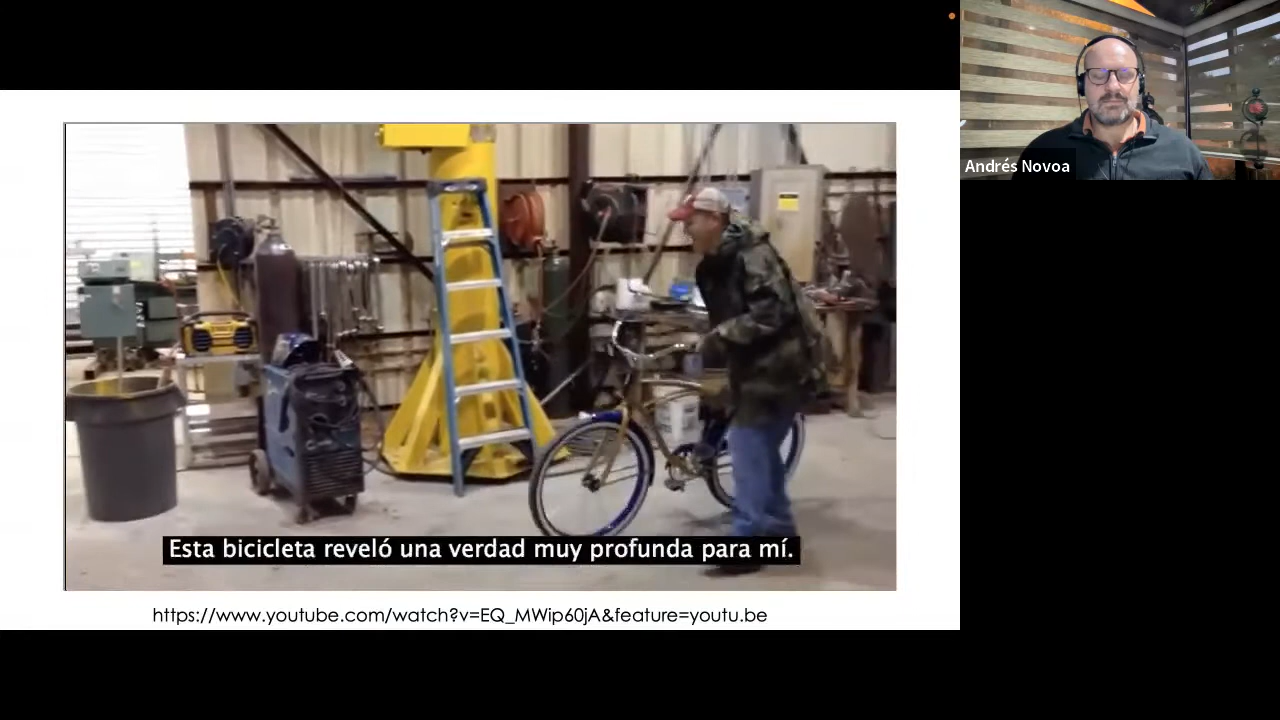 Andrés Novoa
Esta bicicleta reveló una verdad muy profunda para mí.
https://www.youtube.com/watch?v=EQ_MWip60jA&feature=youtu.be